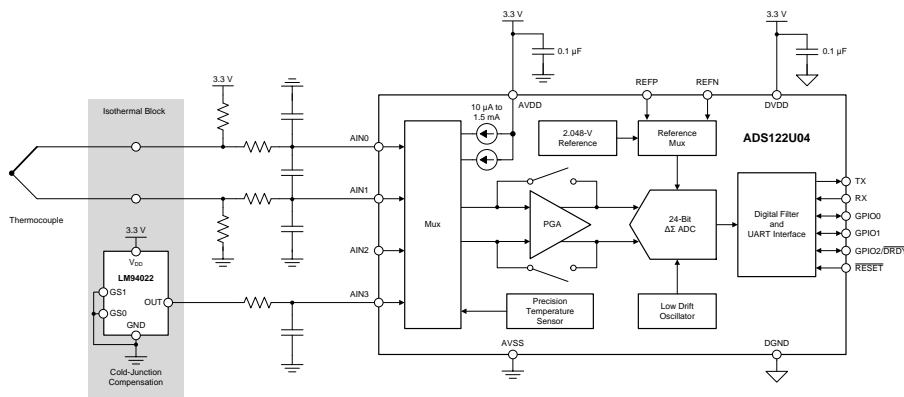 3.3 V
0.1 µF
3.3 V
0.1 µF
3.3 V
Isothermal Block
Thermocouple
3.3 V
VDD
LM94022
GS1
GS0
OUT
GND
Cold-Junction
Compensation
AIN0
AIN1
AIN2
AIN3
AVDD
REFP
REFN
DVDD
10 µA to
1.5 mA
2.048-V
Reference
Reference
Mux
ADS122U04
Mux
PGA
24-Bit
ΔΣ ADC
Digital Filter
and
UART Interface
Precision
Temperature
Sensor
Low Drift
Oscillator
TX
RX
GPIO0
GPIO1
GPIO2/DRDY
RESET
AVSS
DGND